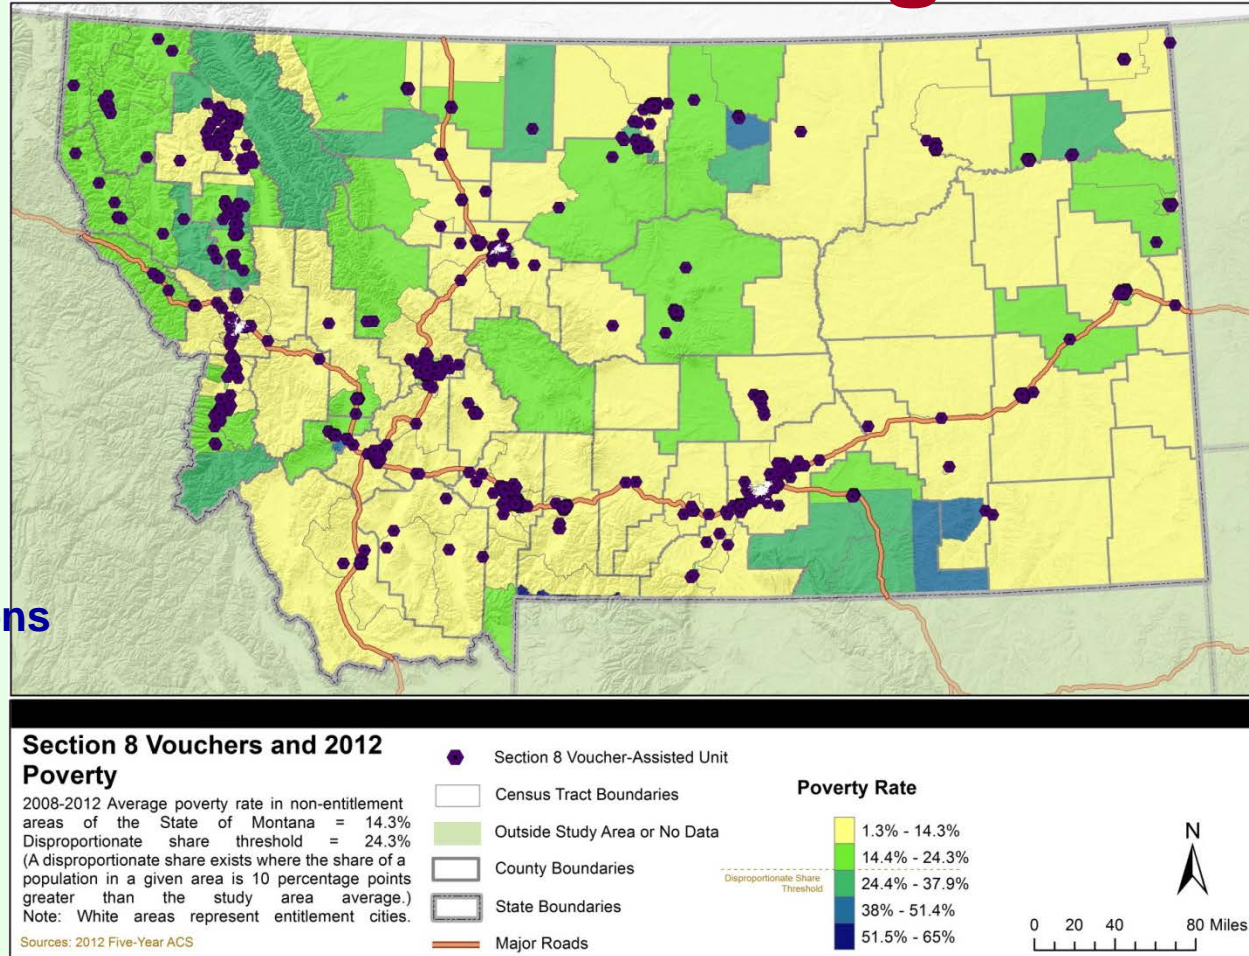 ns
Section 8 Vouchers and 2012
Poverty
2008-2012 Average poverty rate in non-entitlement
areas of the State of Montana = 14.3%
Disproportionate share threshold = 24.3%
(A disproportionate share exists where the share of a
population in a given area is 10 percentage points
greater than the study area average.)
Note: White areas represent entitlement cities.
Sources: 2012 Five-Year ACS
Section 8 Voucher-Assisted Unit
Census Tract Boundaries
Outside Study Area or No Data
County Boundaries
State Boundaries
Major Roads
Poverty Rate
1.3% - 14.3%
14.4% - 24.3%
24.4% - 37.9%
38% - 51.4%
51.5% - 65%
Disproportionate Share
Threshold
N
0 20 40 80 Miles